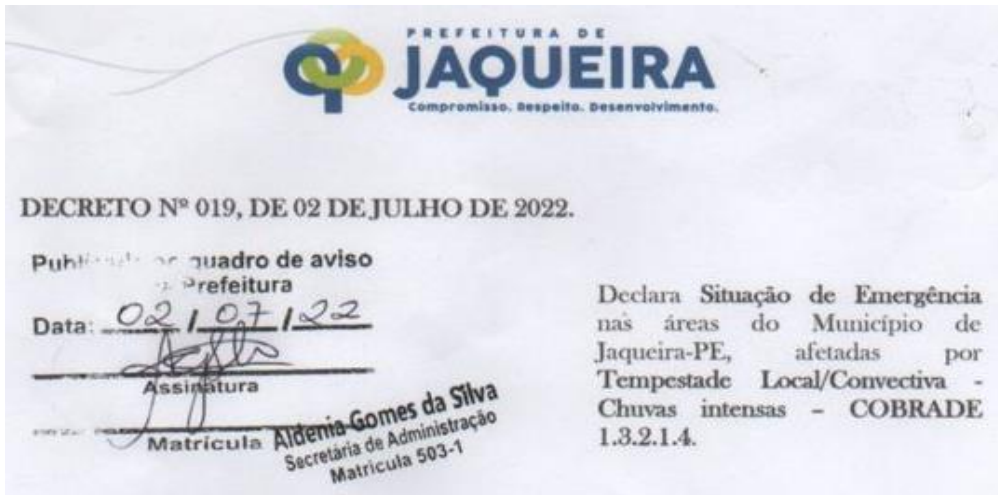 PREFEITURA DE
JAQUEIRA
Compromisso. Respeito. Desenvolvimento.
DECRETO Nº 019, DE 02 DE JULHO DE 2022.
quadro de aviso
Prefeitura
Data: 02 / 07 / 22
Assinatura
Matrícula Aldenia Gomes da Silva
Secretária de Administração
Matrícula 503-1
Declara Situação de Emergência
nas áreas do Município de
Jaqueira-PE, afetadas por
Tempestade Local/Convectiva -
Chuvas intensas – COBRADE
1.3.2.1.4.